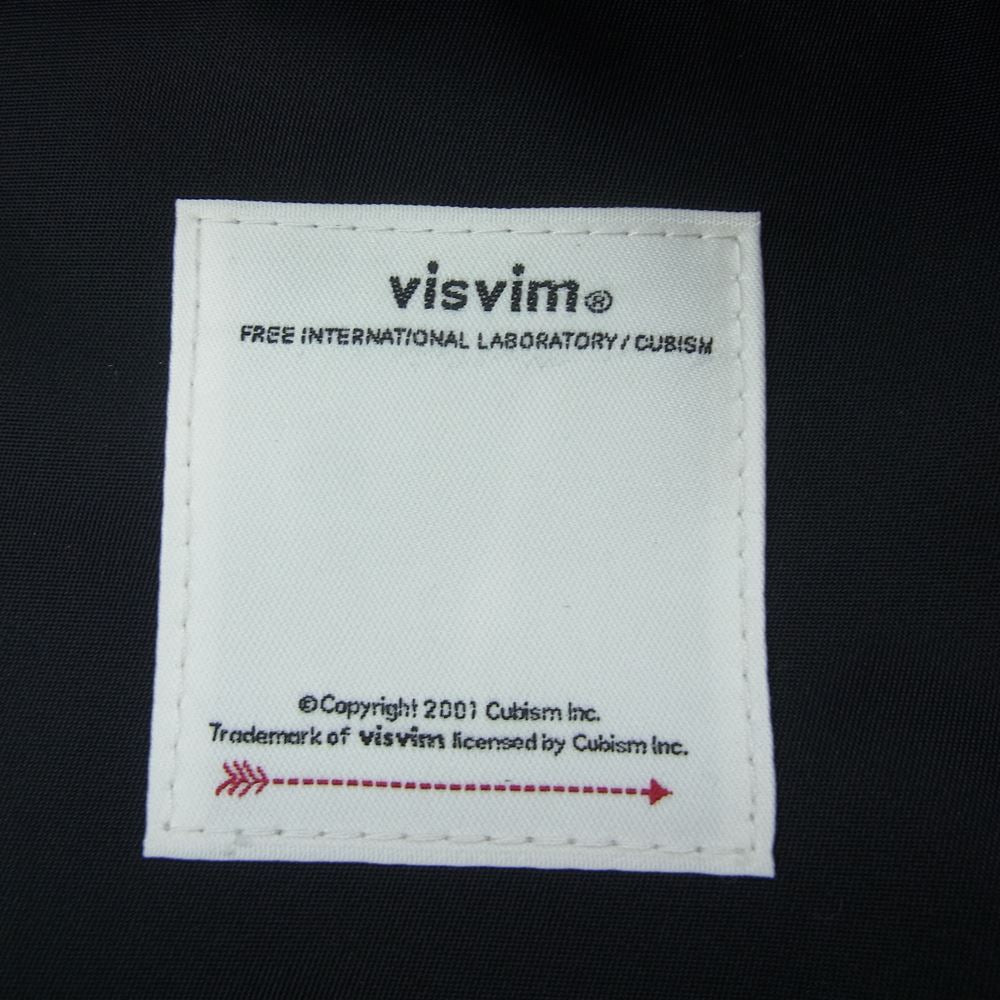 visvim®
FREE INTERNATIONAL LABORATORY / CUBISM
©Copyright 2001 Cubism Inc.
Trademark of visvim licensed by Cubism Inc.